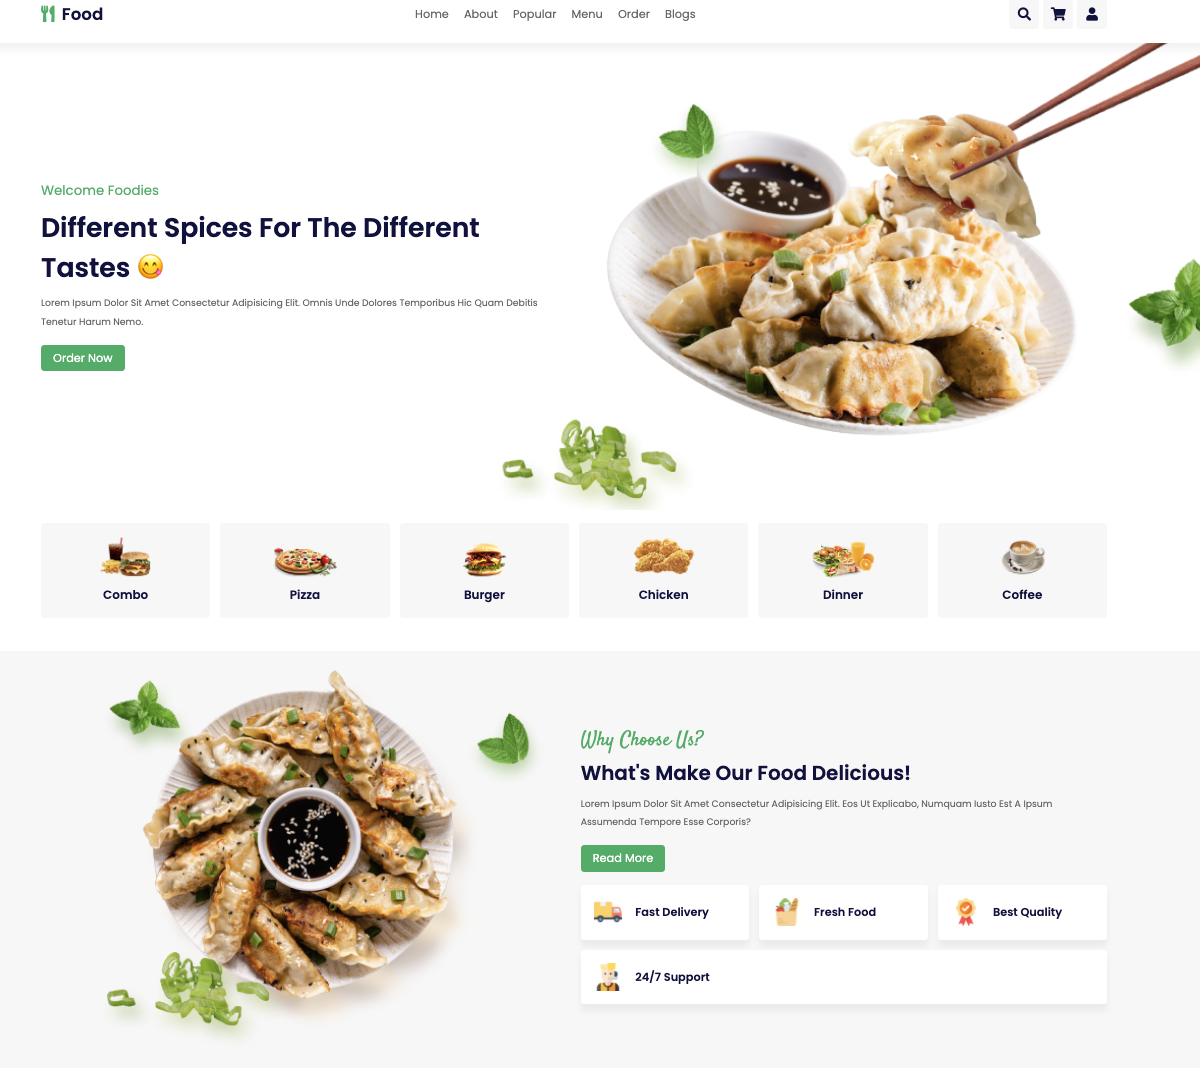 Food
Home About Popular Menu Order Blogs
Welcome Foodies
Different Spices For The Different
Tastes 😋
Lorem Ipsum Dolor Sit Amet Consectetur Adipisicing Elit. Omnis Unde Dolores Temporibus Hic Quam Debitis
Tenetur Harum Nemo.
Order Now
Combo
Pizza
Burger
Chicken
Dinner
Coffee
Why Choose Us?
What's Make Our Food Delicious!
Lorem Ipsum Dolor Sit Amet Consectetur Adipisicing Elit. Eos Ut Explicabo, Numquam Iusto Est A Ipsum
Assumenda Tempore Esse Corporis?
Read More
Fast Delivery
Fresh Food
Best Quality
24/7 Support